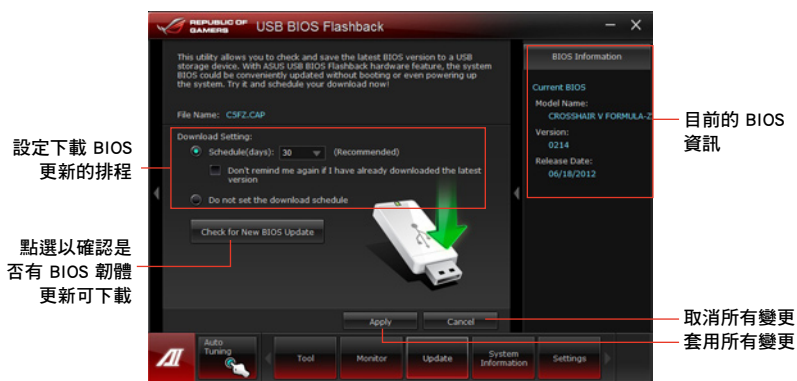 REPUBLIC OF
GAMERS
USB BIOS Flashback
This utility allows you to check and save the latest BIOS version to a USB
storage device. With ASUS USB BIOS Flashback hardware feature, the system
BIOS could be conveniently updated without booting or even powering up
the system. Try it and schedule your download now!
File Name: C5FZ.CAP
Download Setting:
Schedule(days): 30 (Recommended)
Don't remind me again if I have already downloaded the latest
version
Do not set the download schedule
Check for New BIOS Update
Apply
Cancel
BIOS Information
Current BIOS
Model Name:
CROSSHAIR V FORMULA-Z
Version:
0214
Release Date:
06/18/2012
AI
Auto
Tuning
Tool
Monitor
Update
System
Information
Settings
設定下載 BIOS
更新的排程
點選以確認是
否有 BIOS 韌體
更新可下載
目前的 BIOS
資訊
取消所有變更
套用所有變更